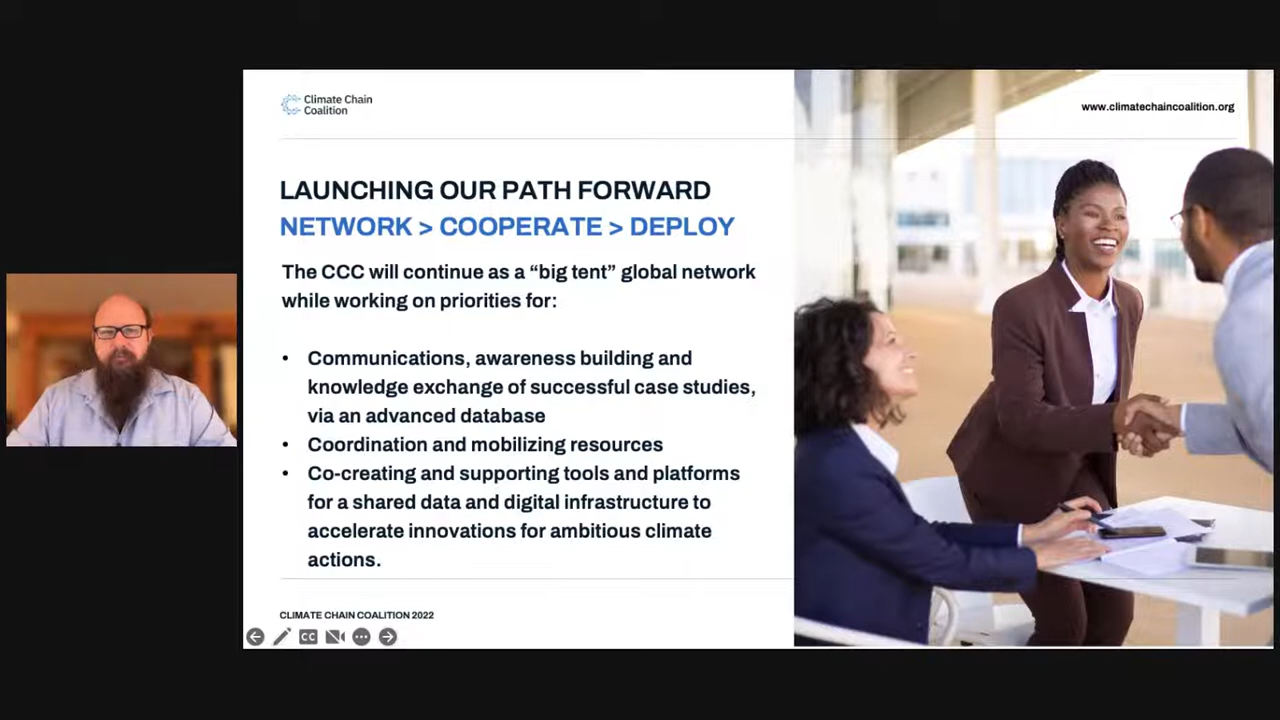 Climate Chain
Coalition
www.climatechaincoalition.org
LAUNCHING OUR PATH FORWARD
NETWORK > COOPERATE > DEPLOY
The CCC will continue as a “big tent” global network
while working on priorities for:
• Communications, awareness building and
knowledge exchange of successful case studies,
via an advanced database
• Coordination and mobilizing resources
• Co-creating and supporting tools and platforms
for a shared data and digital infrastructure to
accelerate innovations for ambitious climate
actions.
CLIMATE CHAIN COALITION 2022
CC